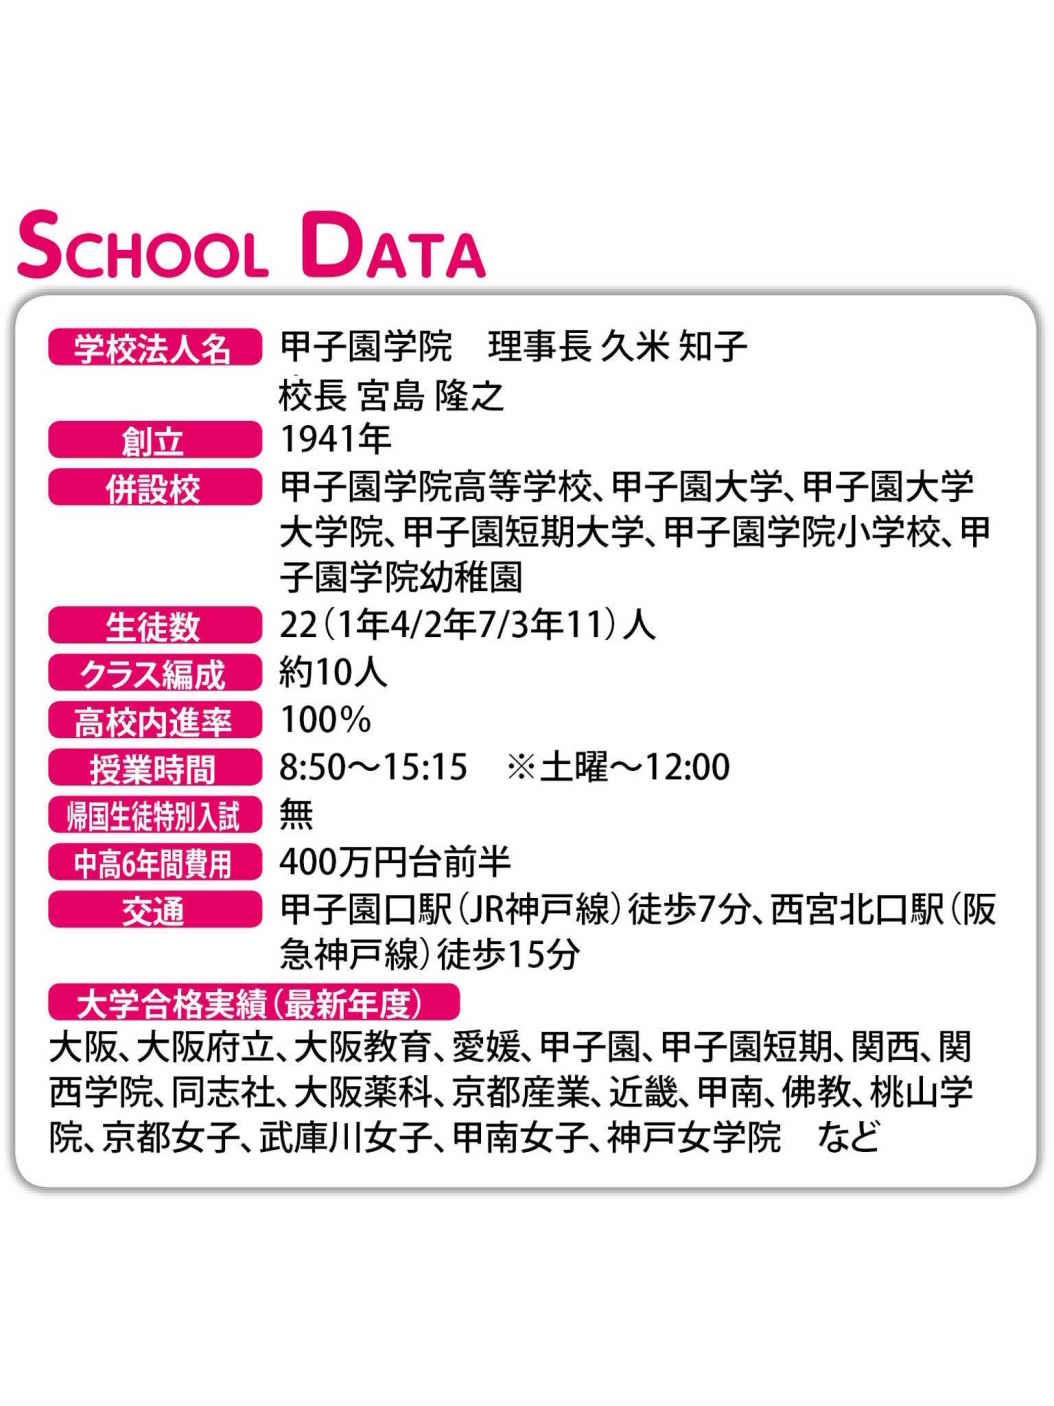 SCHOOL DATA
学校法人名 甲子園学院　理事長 久米 知子
校長 宮島 隆之
創立 1941年
併設校 甲子園学院高等学校、甲子園大学、甲子園大学
大学院、甲子園短期大学、甲子園学院小学校、甲
子園学院幼稚園
生徒数 22（1年4/2年7/3年11）人
クラス編成 約10人
高校内進率 100%
授業時間 8:50〜15:15　※土曜〜12:00
帰国生徒特別入試 無
中高6年間費用 400万円台前半
交通 甲子園口駅（JR神戸線）徒歩7分、西宮北口駅（阪
急神戸線）徒歩15分
大学合格実績（最新年度）
大阪、大阪府立、大阪教育、愛媛、甲子園、甲子園短期、関西、関
西学院、同志社、大阪薬科、京都産業、近畿、甲南、佛教、桃山学
院、京都女子、武庫川女子、甲南女子、神戸女学院　など